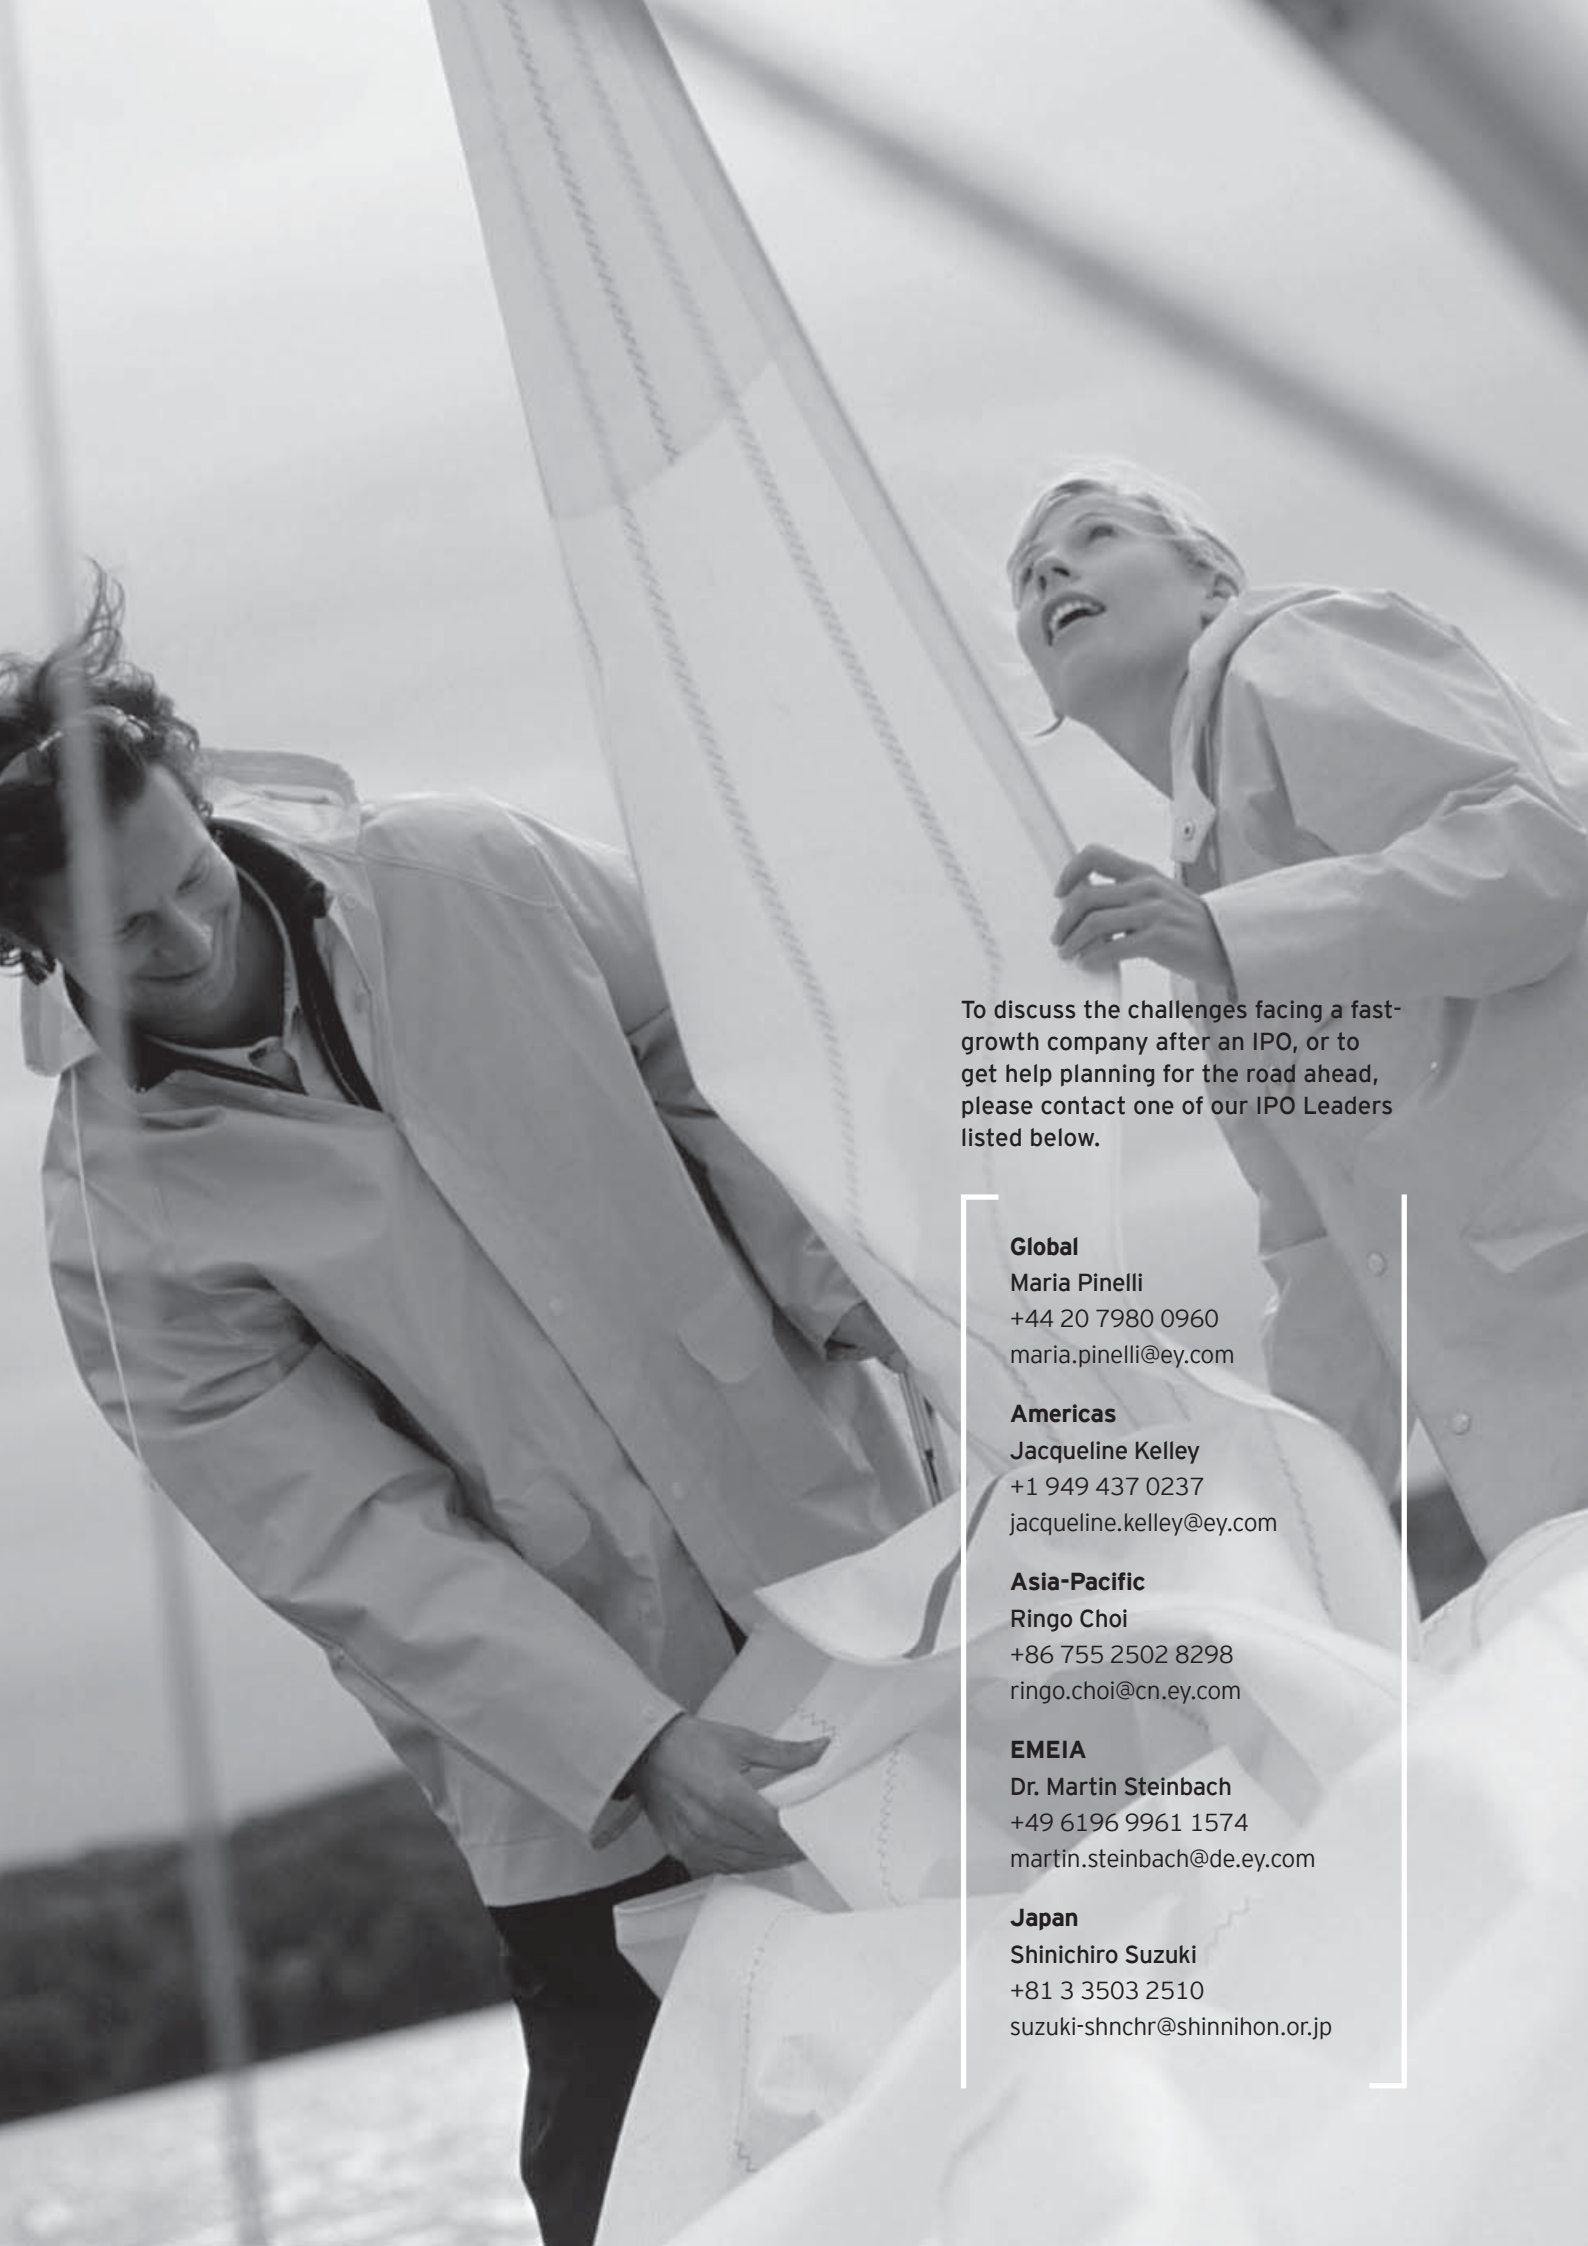 To discuss the challenges facing a fast-
growth company after an IPO, or to
get help planning for the road ahead,
please contact one of our IPO Leaders
listed below.
Global
Maria Pinelli
+44 20 7980 0960
maria.pinelli@ey.com
Americas
Jacqueline Kelley
+1 949 437 0237
jacqueline.kelley@ey.com
Asia-Pacific
Ringo Choi
+86 755 2502 8298
ringo.choi@cn.ey.com
EMEIA
Dr. Martin Steinbach
+49 6196 9961 1574
martin.steinbach@de.ey.com
Japan
Shinichiro Suzuki
+81 3 3503 2510
suzuki-shnchr@shinnihon.or.jp